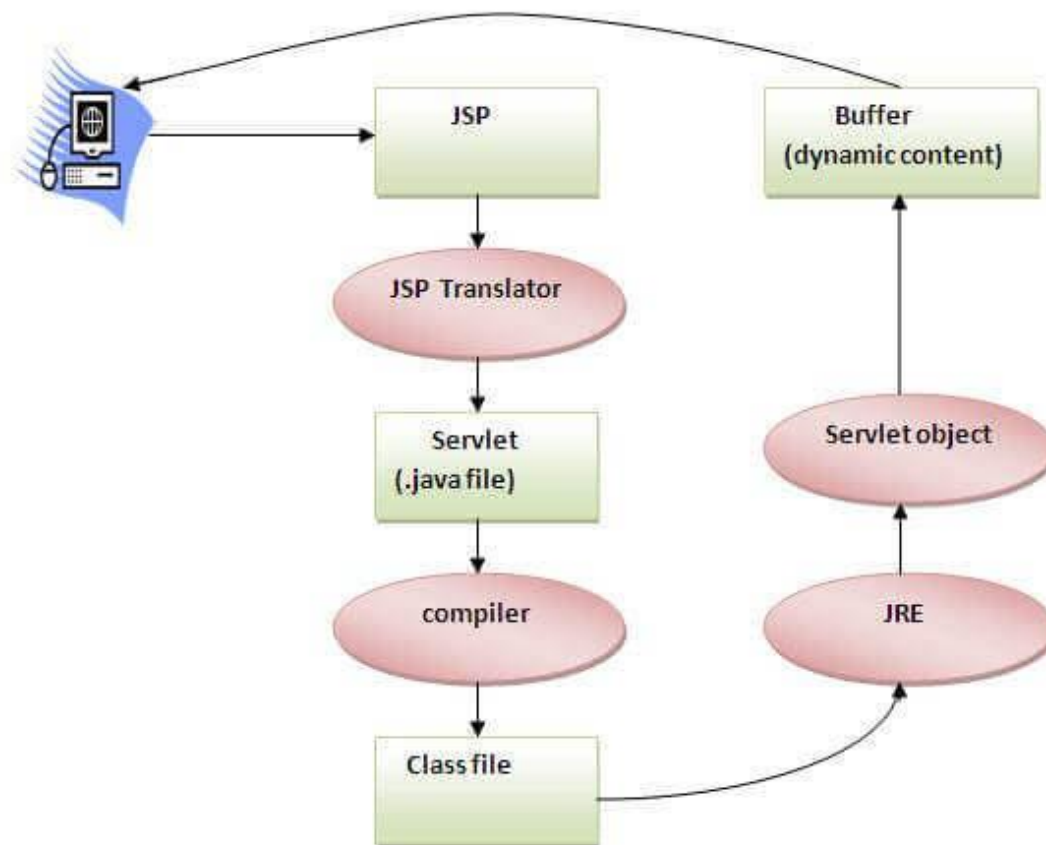 JSP
JSP Translator
Servlet
(.java file)
compiler
Class file
JRE
Servlet object
Buffer
(dynamic content)